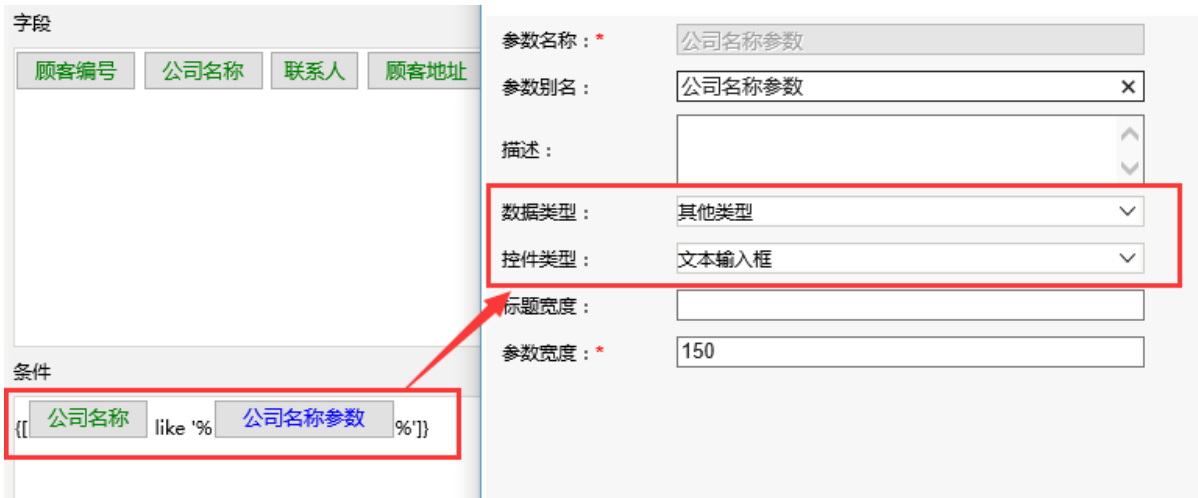 字段
顾客编号 公司名称 联系人 顾客地址
条件
{[ 公司名称 like '% 公司名称参数 %']}
参数名称：* 公司名称参数
参数别名： 公司名称参数 ×
描述：
数据类型： 其他类型
控件类型： 文本输入框
标题宽度：
参数宽度：* 150